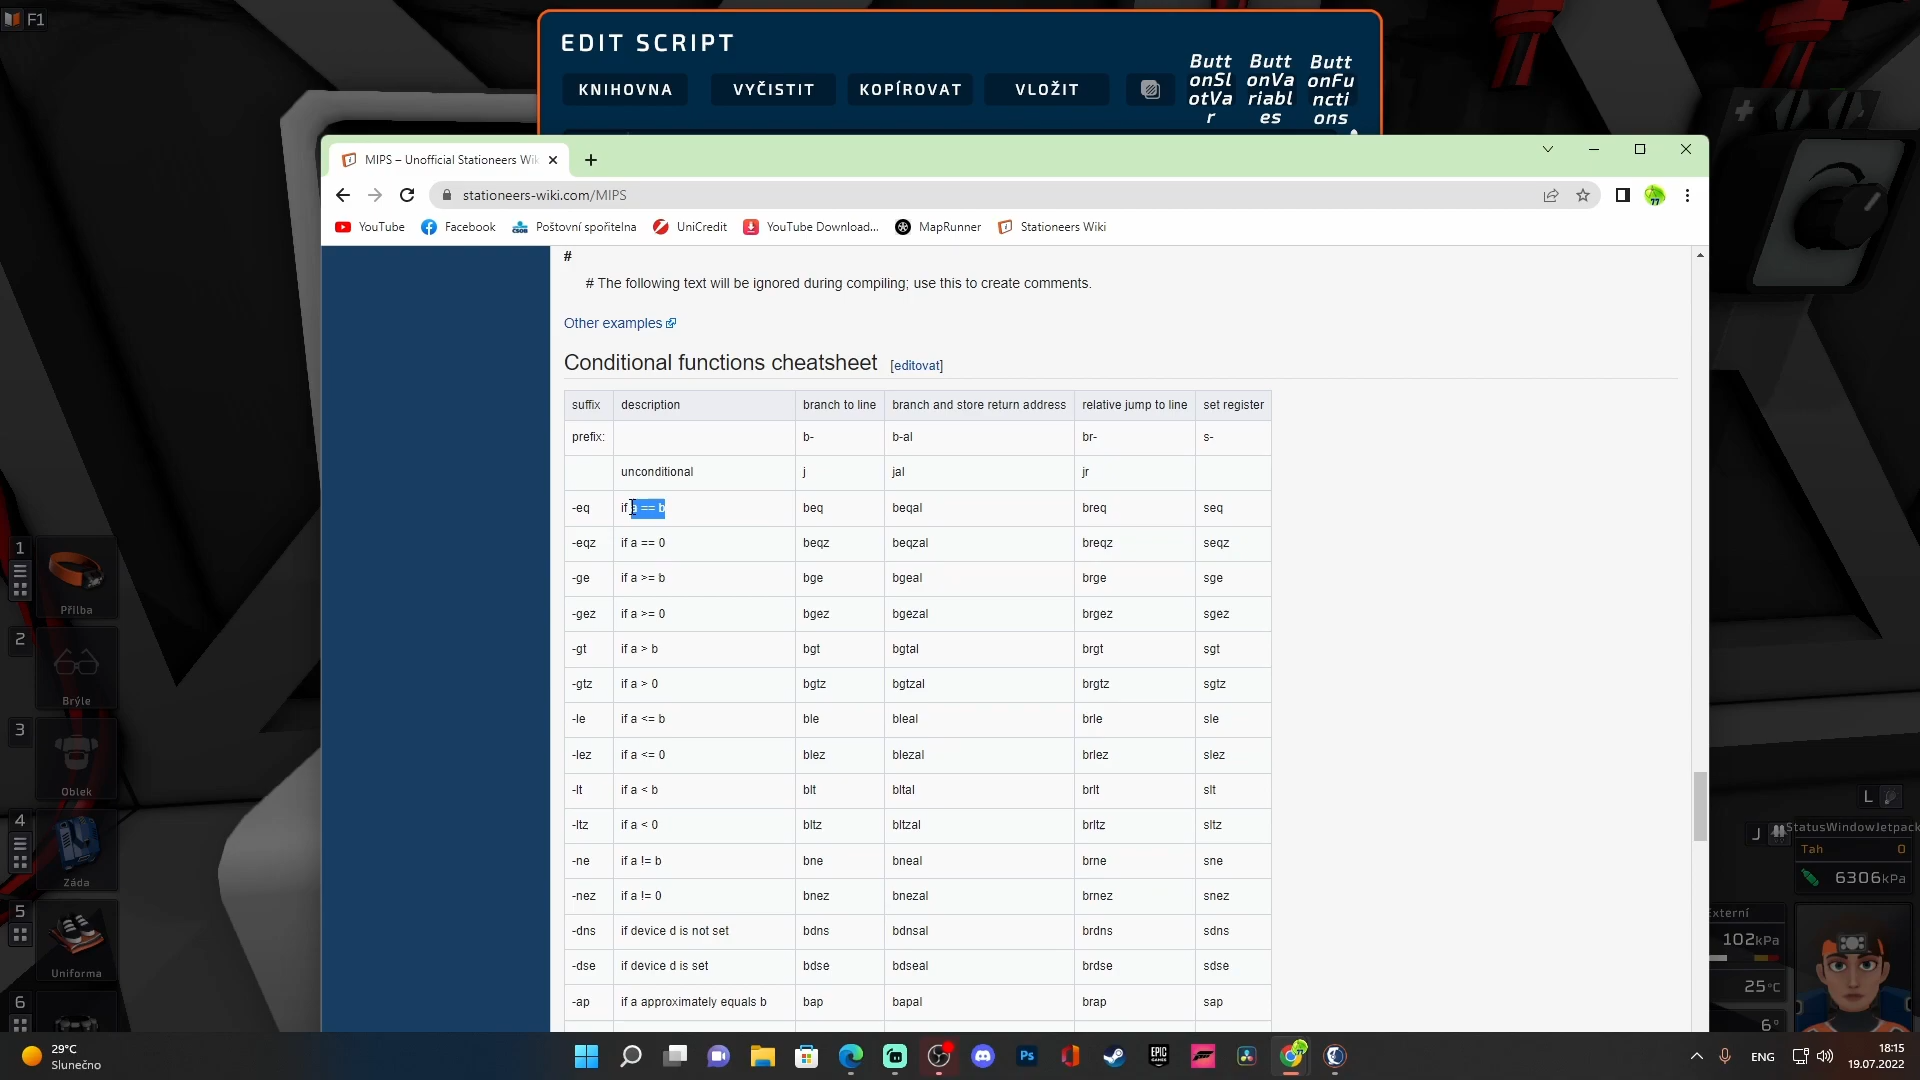 F1
EDIT SCRIPT
KNIHOVNA
VYČISTIT
KOPÍROVAT
VLOŽIT
Butt
onSl
otVa
r
Butt
onVa
riabl
es
Butt
onFu
ncti
ons
MIPS – Unofficial Stationeers Wik
stationeers-wiki.com/MIPS
YouTube
Facebook
Poštovní spořitelna
UniCredit
YouTube Download...
MapRunner
Stationeers Wiki
#
# The following text will be ignored during compiling; use this to create comments.
Other examples
Conditional functions cheatsheet [editovat]
suffix description branch to line branch and store return address relative jump to line set register
prefix: b- b-al br- s-
unconditional j jal jr
-eq if a == b beq beqal breq seq
-eqz if a == 0 beqz beqzal breqz seqz
-ge if a >= b bge bgeal brge sge
-gez if a >= 0 bgez bgezal brgez sgez
-gt if a > b bgt bgtal brgt sgt
-gtz if a > 0 bgtz bgtzal brgtz sgtz
-le if a <= b ble bleal brle sle
-lez if a <= 0 blez blezal brlez slez
-lt if a < b blt bltal brlt slt
-ltz if a < 0 bltz bltzal brltz sltz
-ne if a != b bne bneal brne sne
-nez if a != 0 bnez bnezal brnez snez
-dns if device d is not set bdns bdnsal brdns sdns
-dse if device d is set bdse bdseal brdse sdse
-ap if a approximately equals b bap bapal brap sap
1
Přilba
2
Brýle
3
Oblek
4
Záda
5
Uniforma
6
L
J
StatusWindowJetpack
Tah 0
6306kPa
xterní
102kPa
25°C
6°
29°C
Slunečno
Ps
EPIC
GAMES
ENG
18:15
19.07.2022